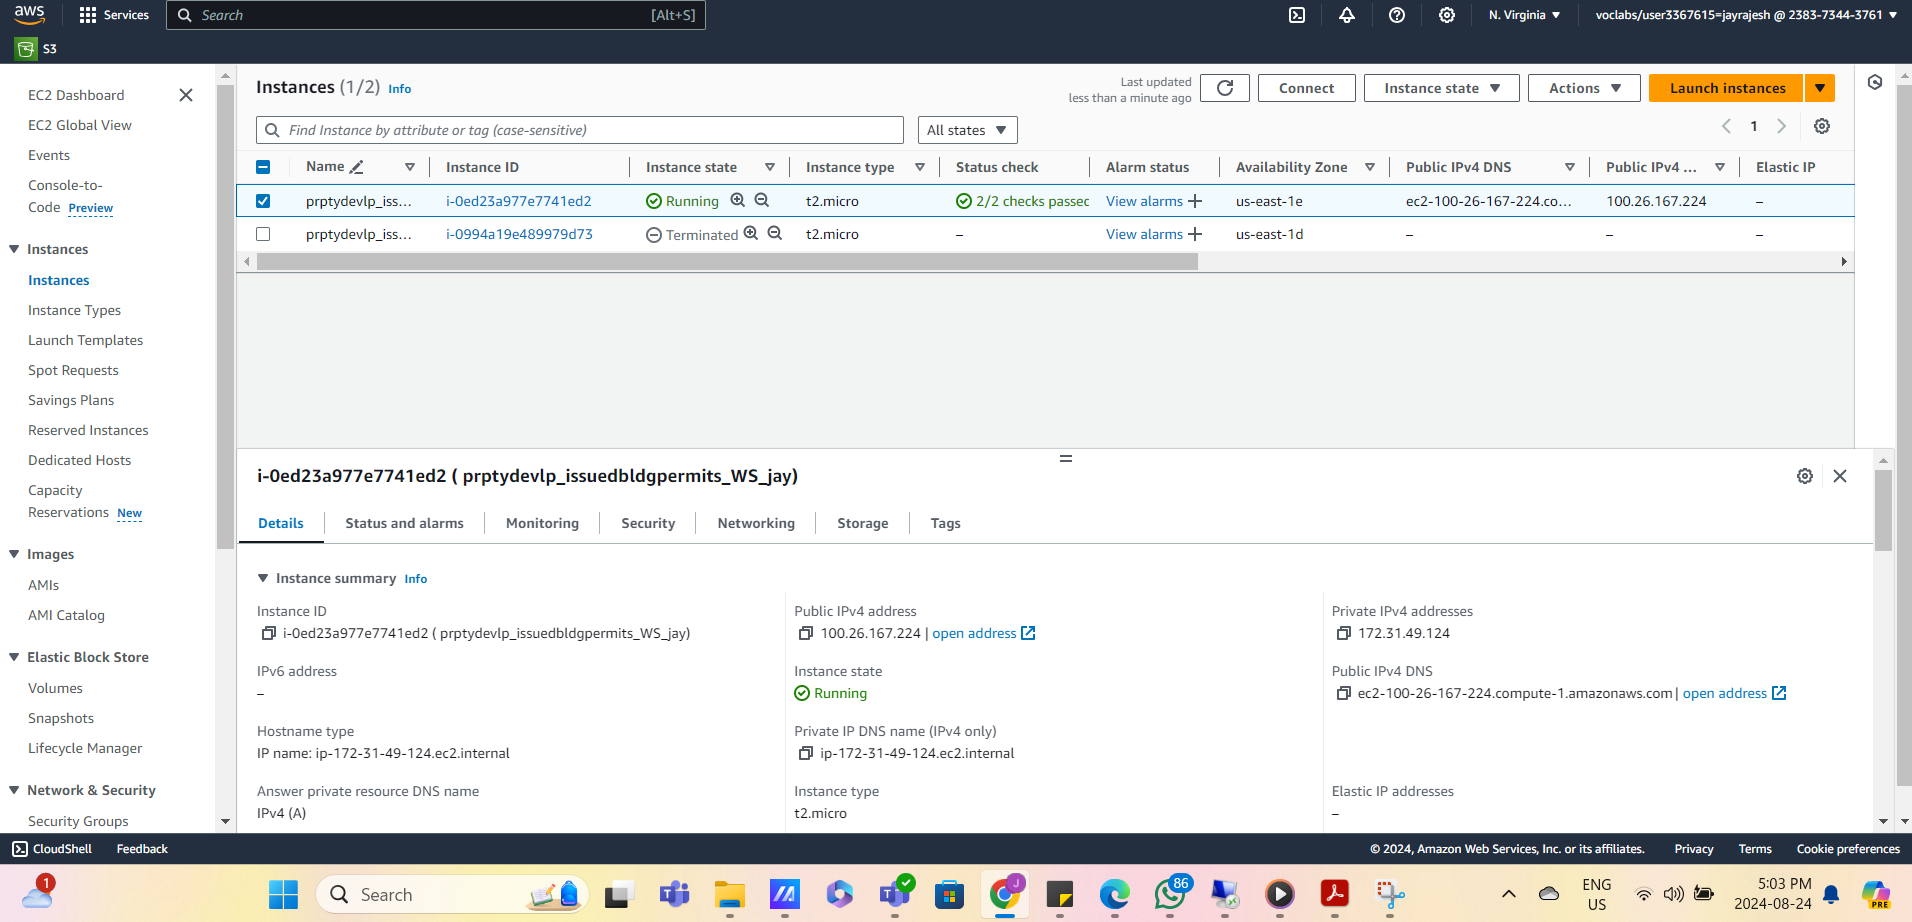 aws
Services
Search
[Alt+S]
N. Virginia
voclabs/user3367615=jayrajesh @ 2383-7344-3761
S3
EC2 Dashboard
EC2 Global View
Events
Console-to-
Code Preview
Instances
Instances
Instance Types
Launch Templates
Spot Requests
Savings Plans
Reserved Instances
Dedicated Hosts
Capacity
Reservations New
Images
AMIs
AMI Catalog
Elastic Block Store
Volumes
Snapshots
Lifecycle Manager
Network & Security
Security Groups
Instances (1/2) Info
Last updated
less than a minute ago
Connect
Instance state
Actions
Launch instances
Find Instance by attribute or tag (case-sensitive)
All states
1
Name Instance ID Instance state Instance type Status check Alarm status Availability Zone Public IPv4 DNS Public IPv4 ... Elastic IP
prptydevlp_iss... i-0ed23a977e7741ed2 Running t2.micro 2/2 checks passec View alarms + us-east-1e ec2-100-26-167-224.co... 100.26.167.224 –
prptydevlp_iss... i-0994a19e489979d73 Terminated t2.micro – View alarms + us-east-1d – – –
i-0ed23a977e7741ed2 ( prptydevlp_issuedbldgpermits_WS_jay)
Details Status and alarms Monitoring Security Networking Storage Tags
Instance summary Info
Instance ID
i-0ed23a977e7741ed2 ( prptydevlp_issuedbldgpermits_WS_jay)
Public IPv4 address
100.26.167.224 | open address
Private IPv4 addresses
172.31.49.124
IPv6 address
–
Instance state
Running
Public IPv4 DNS
ec2-100-26-167-224.compute-1.amazonaws.com | open address
Hostname type
IP name: ip-172-31-49-124.ec2.internal
Private IP DNS name (IPv4 only)
ip-172-31-49-124.ec2.internal
Answer private resource DNS name
IPv4 (A)
Instance type
t2.micro
Elastic IP addresses
–
CloudShell
Feedback
© 2024, Amazon Web Services, Inc. or its affiliates.
Privacy
Terms
Cookie preferences
1
Search
J
86
ENG
US
5:03 PM
2024-08-24
PRE